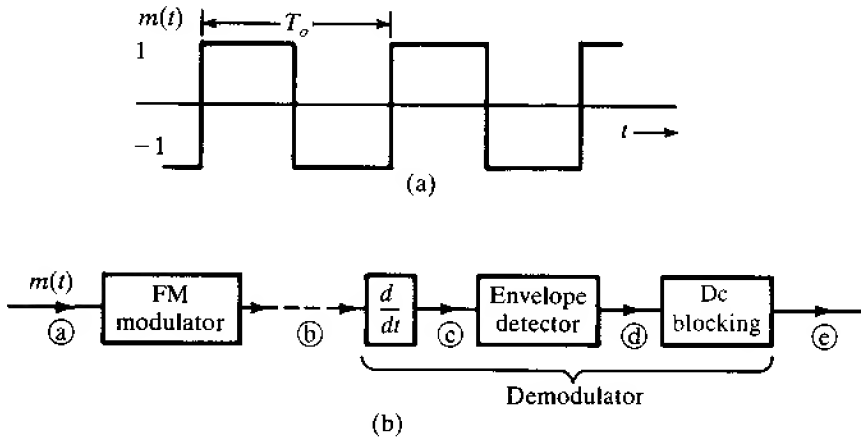 m(t)
T_o
1
-1
t
(a)
m(t)
FM
modulator
d
dt
Envelope
detector
Dc
blocking
ⓐ
ⓑ
ⓒ
ⓓ
ⓔ
Demodulator
(b)